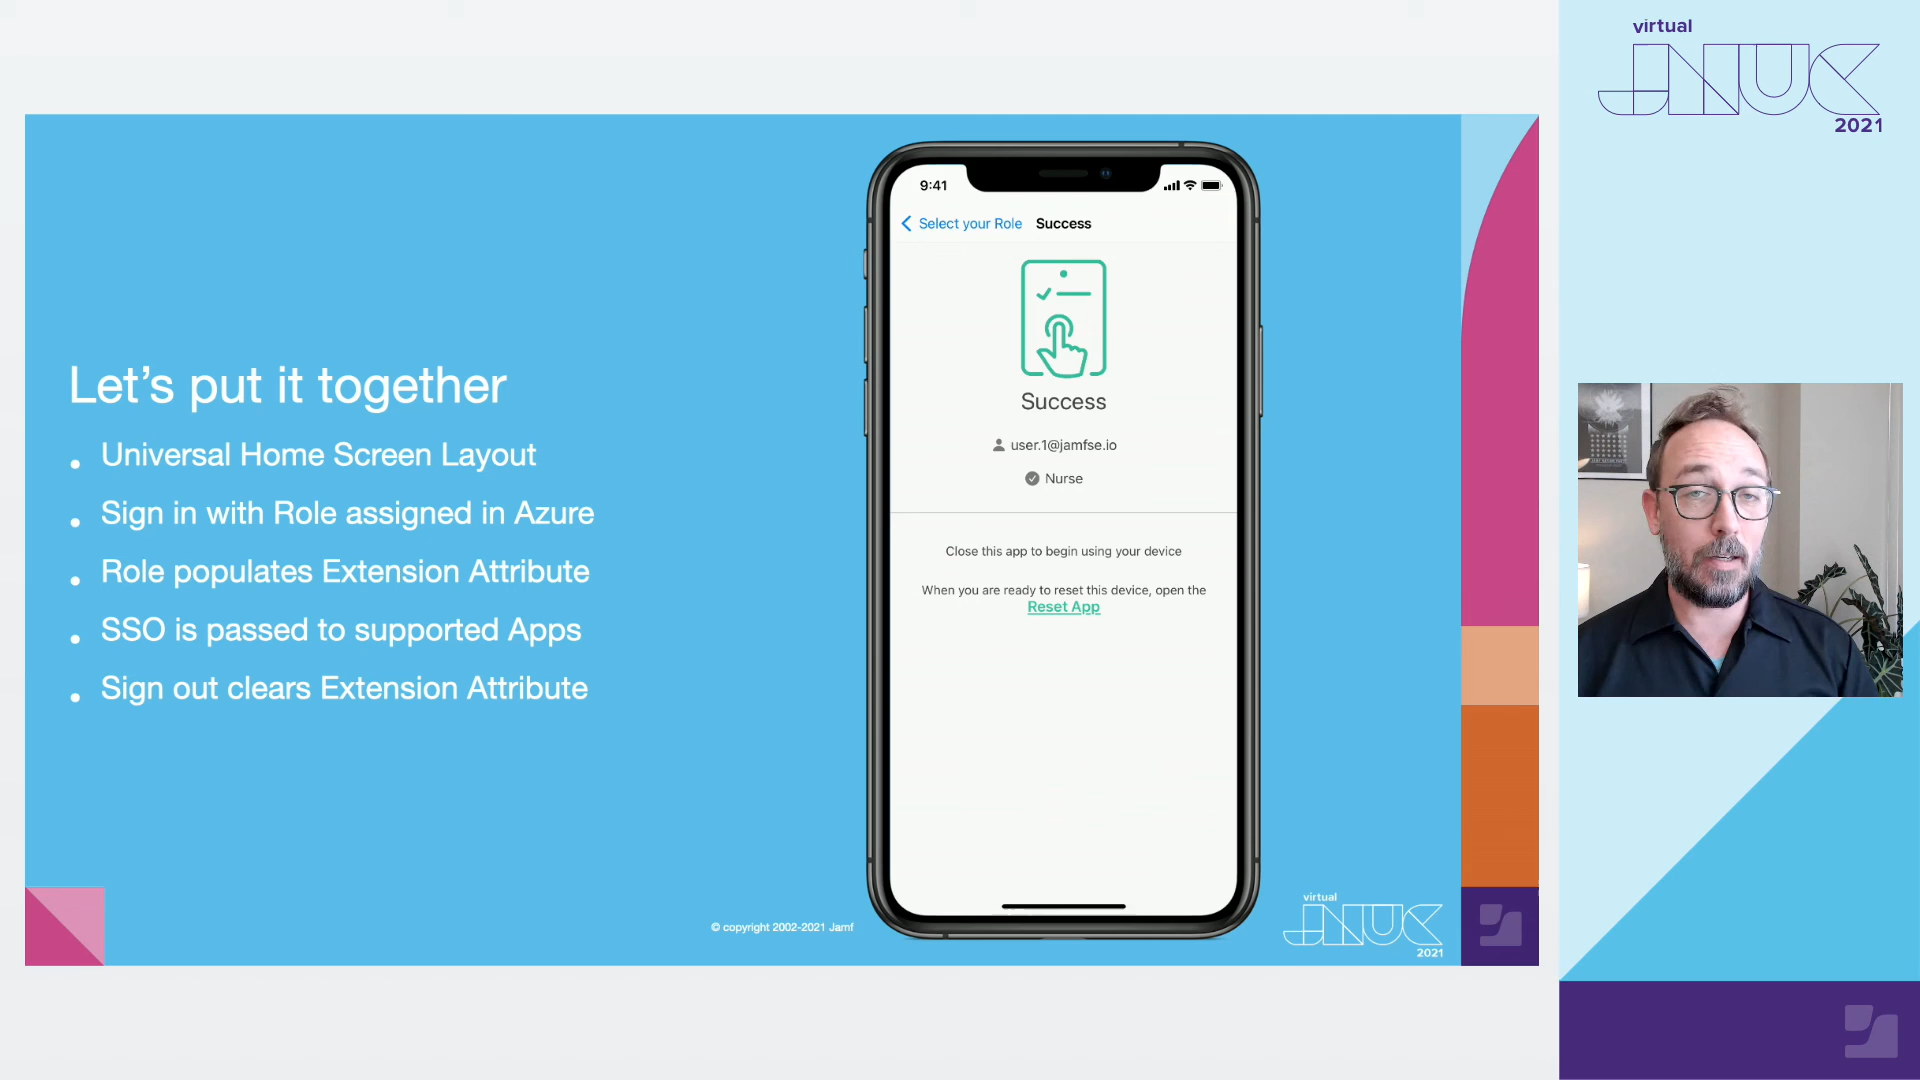 virtual
JNUC
2021
Let's put it together
Universal Home Screen Layout
Sign in with Role assigned in Azure
Role populates Extension Attribute
SSO is passed to supported Apps
Sign out clears Extension Attribute
9:41
Select your Role Success
Success
user.1@jamfse.io
Nurse
Close this app to begin using your device
When you are ready to reset this device, open the
Reset App
© copyright 2002-2021 Jamf
virtual
JNUC
2021